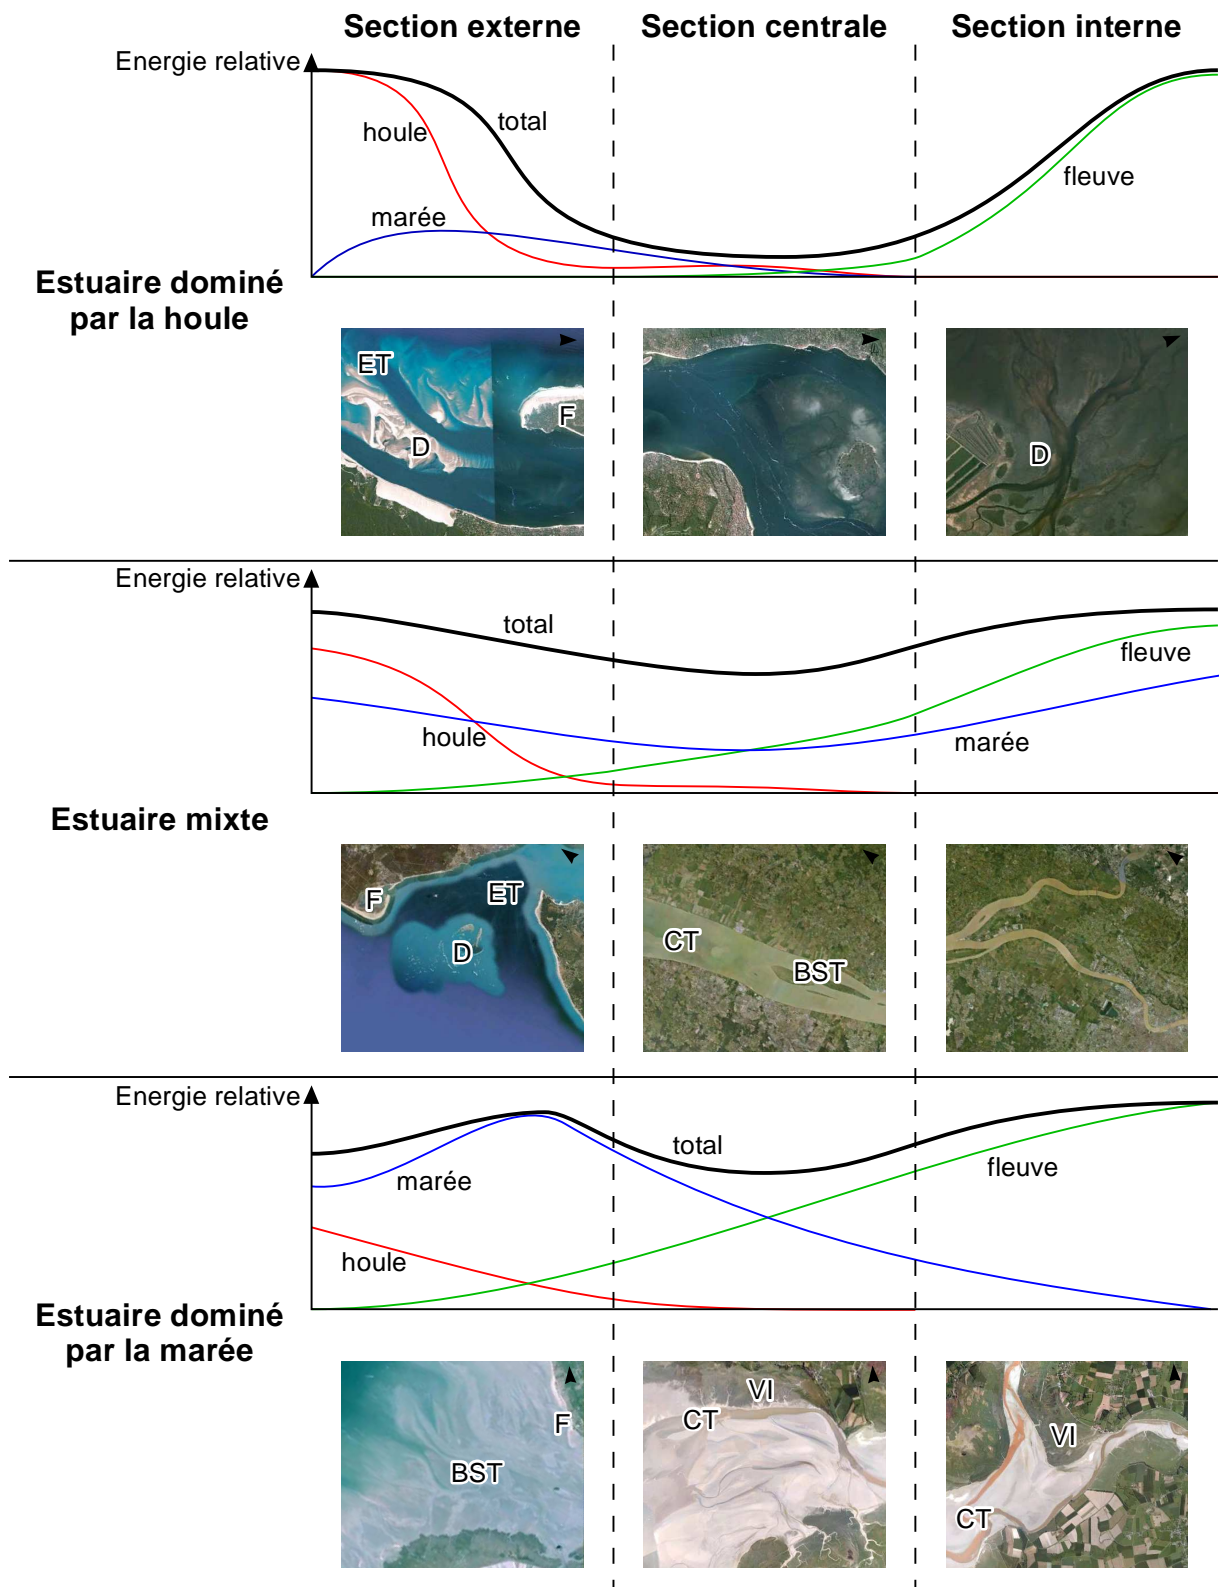 Section externe
Section centrale
Section interne
Energie relative
houle
total
marée
fleuve
Estuaire dominé
par la houle
ET
D
F
D
Energie relative
total
houle
fleuve
marée
Estuaire mixte
F
ET
D
CT
BST
Energie relative
marée
total
fleuve
houle
Estuaire dominé
par la marée
F
BST
VI
CT
VI
CT